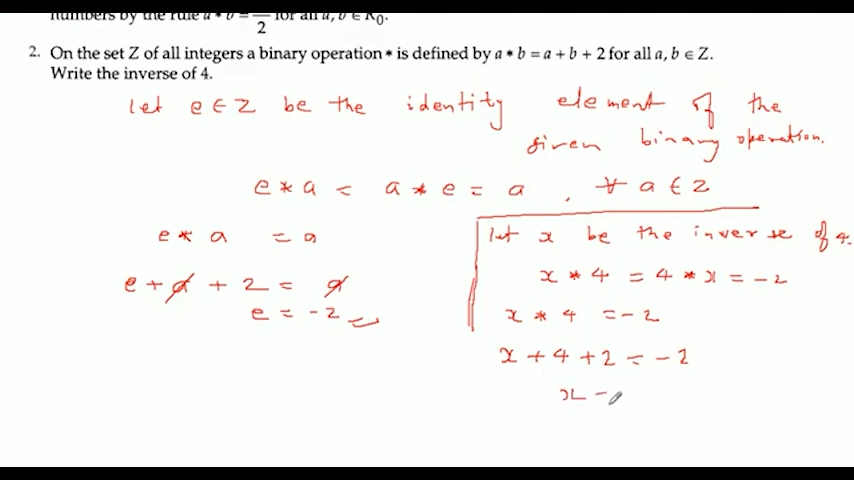 numbers by the rule a * b = — for all a, b ∈ R₀.
2
2. On the set Z of all integers a binary operation * is defined by a * b = a + b + 2 for all a, b ∈ Z.
Write the inverse of 4.
let e ∈ Z be the identity element of the
given binary operation.
e * a = a * e = a , ∀ a ∈ Z
e * a = a
e + a + 2 = a
e = -2
let x be the inverse of 4.
x * 4 = 4 * x = -2
x * 4 = -2
x + 4 + 2 = -2
x -